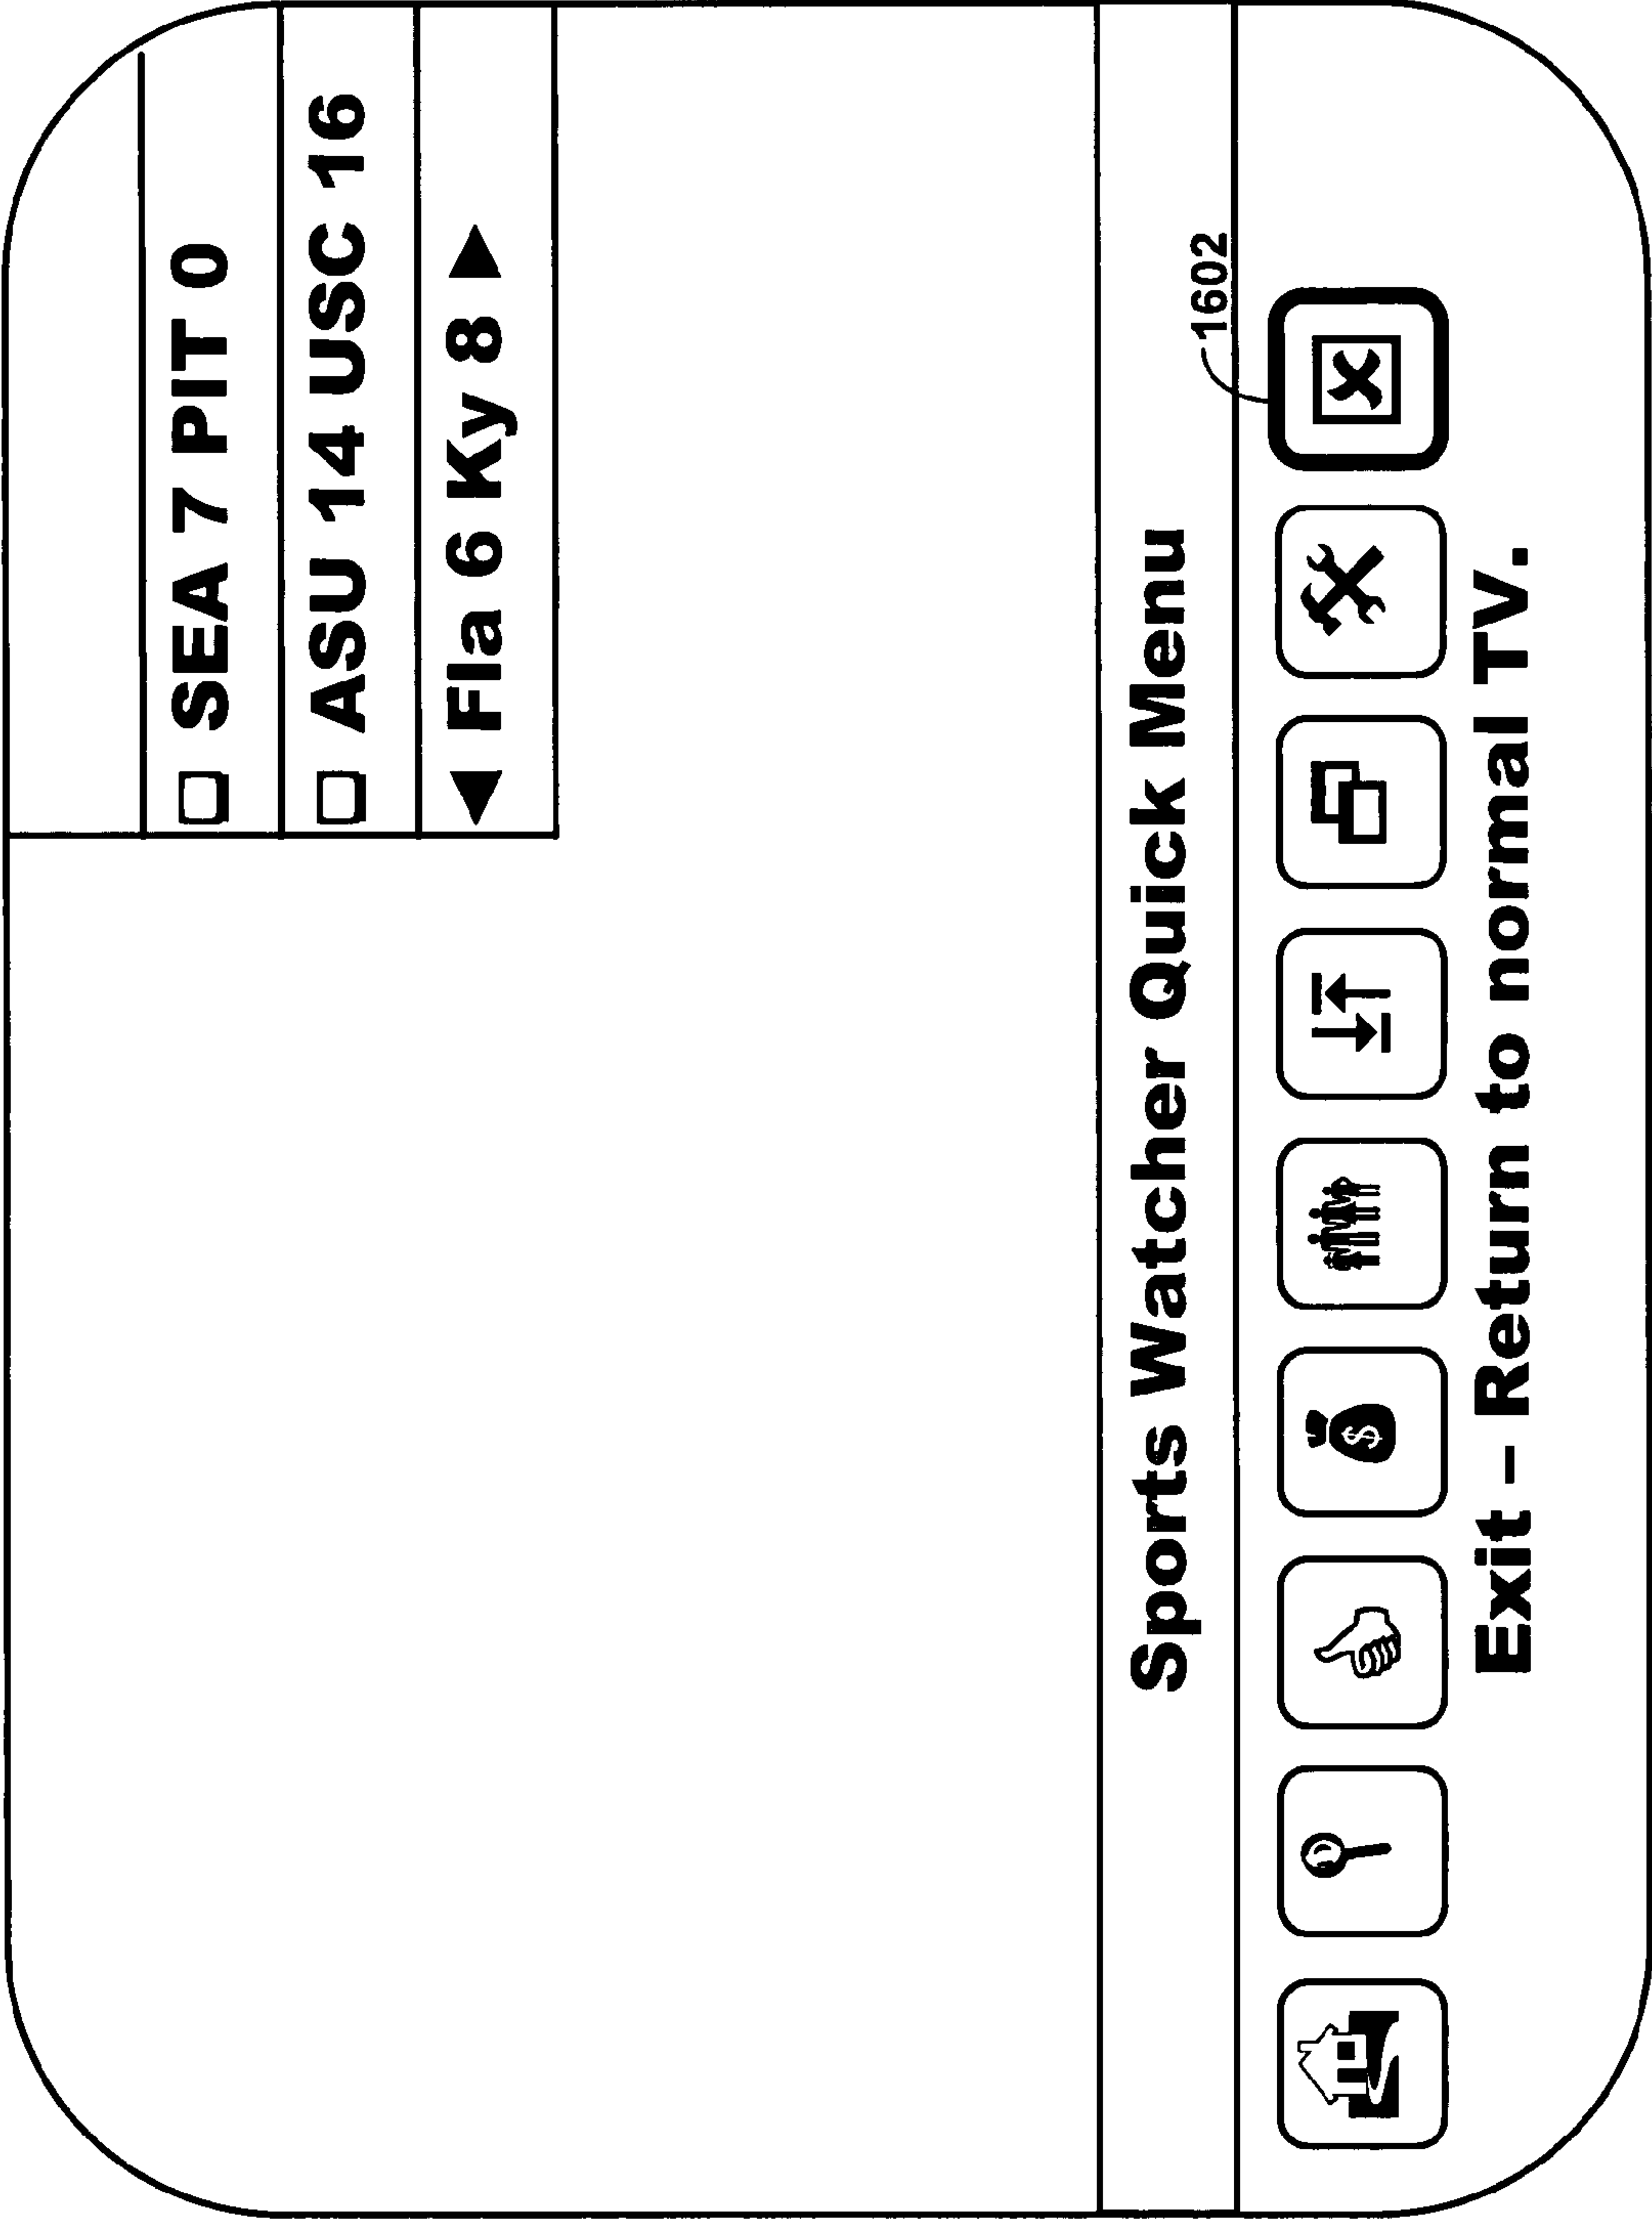 SEA 7 PIT 0
ASU 14 USC 16
Fla 6 Ky 8
Sports Watcher Quick Menu
1602
$
Exit – Return to normal TV.